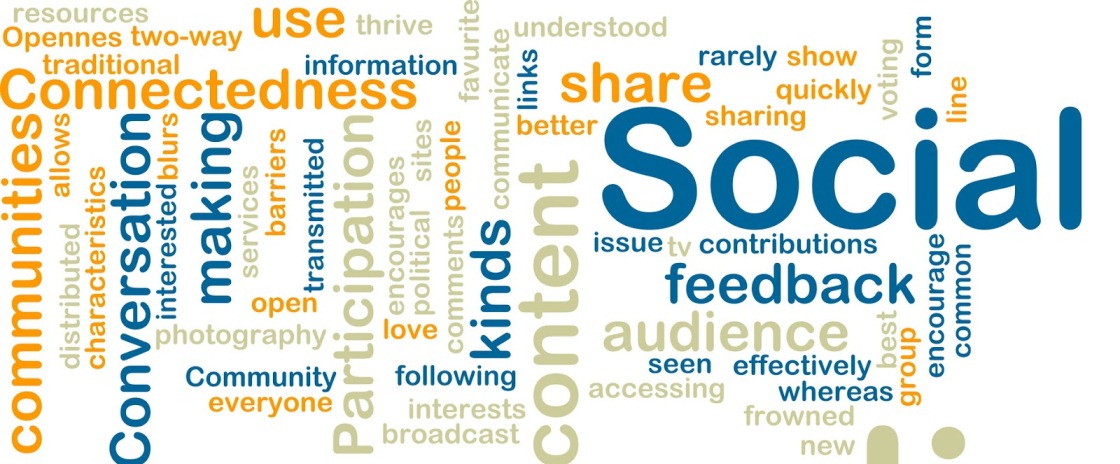 resources
Opennes two-way
use
thrive
traditional
information
Connectedness
favourite
communicate
understood
links
share
better
rarely show
quickly
sharing
voting
form
line
Social
communities
allows
distributed
characteristics
Conversation
blurs
interested
making
services
barriers
transmitted
open
photography
Community
everyone
Participation
encourages
sites
political
people
comments
love
kinds
following
interests
broadcast
content
issue tv contributions
feedback
audience
seen effectively
accessing
whereas
best
group
encourage
common
frowned
new